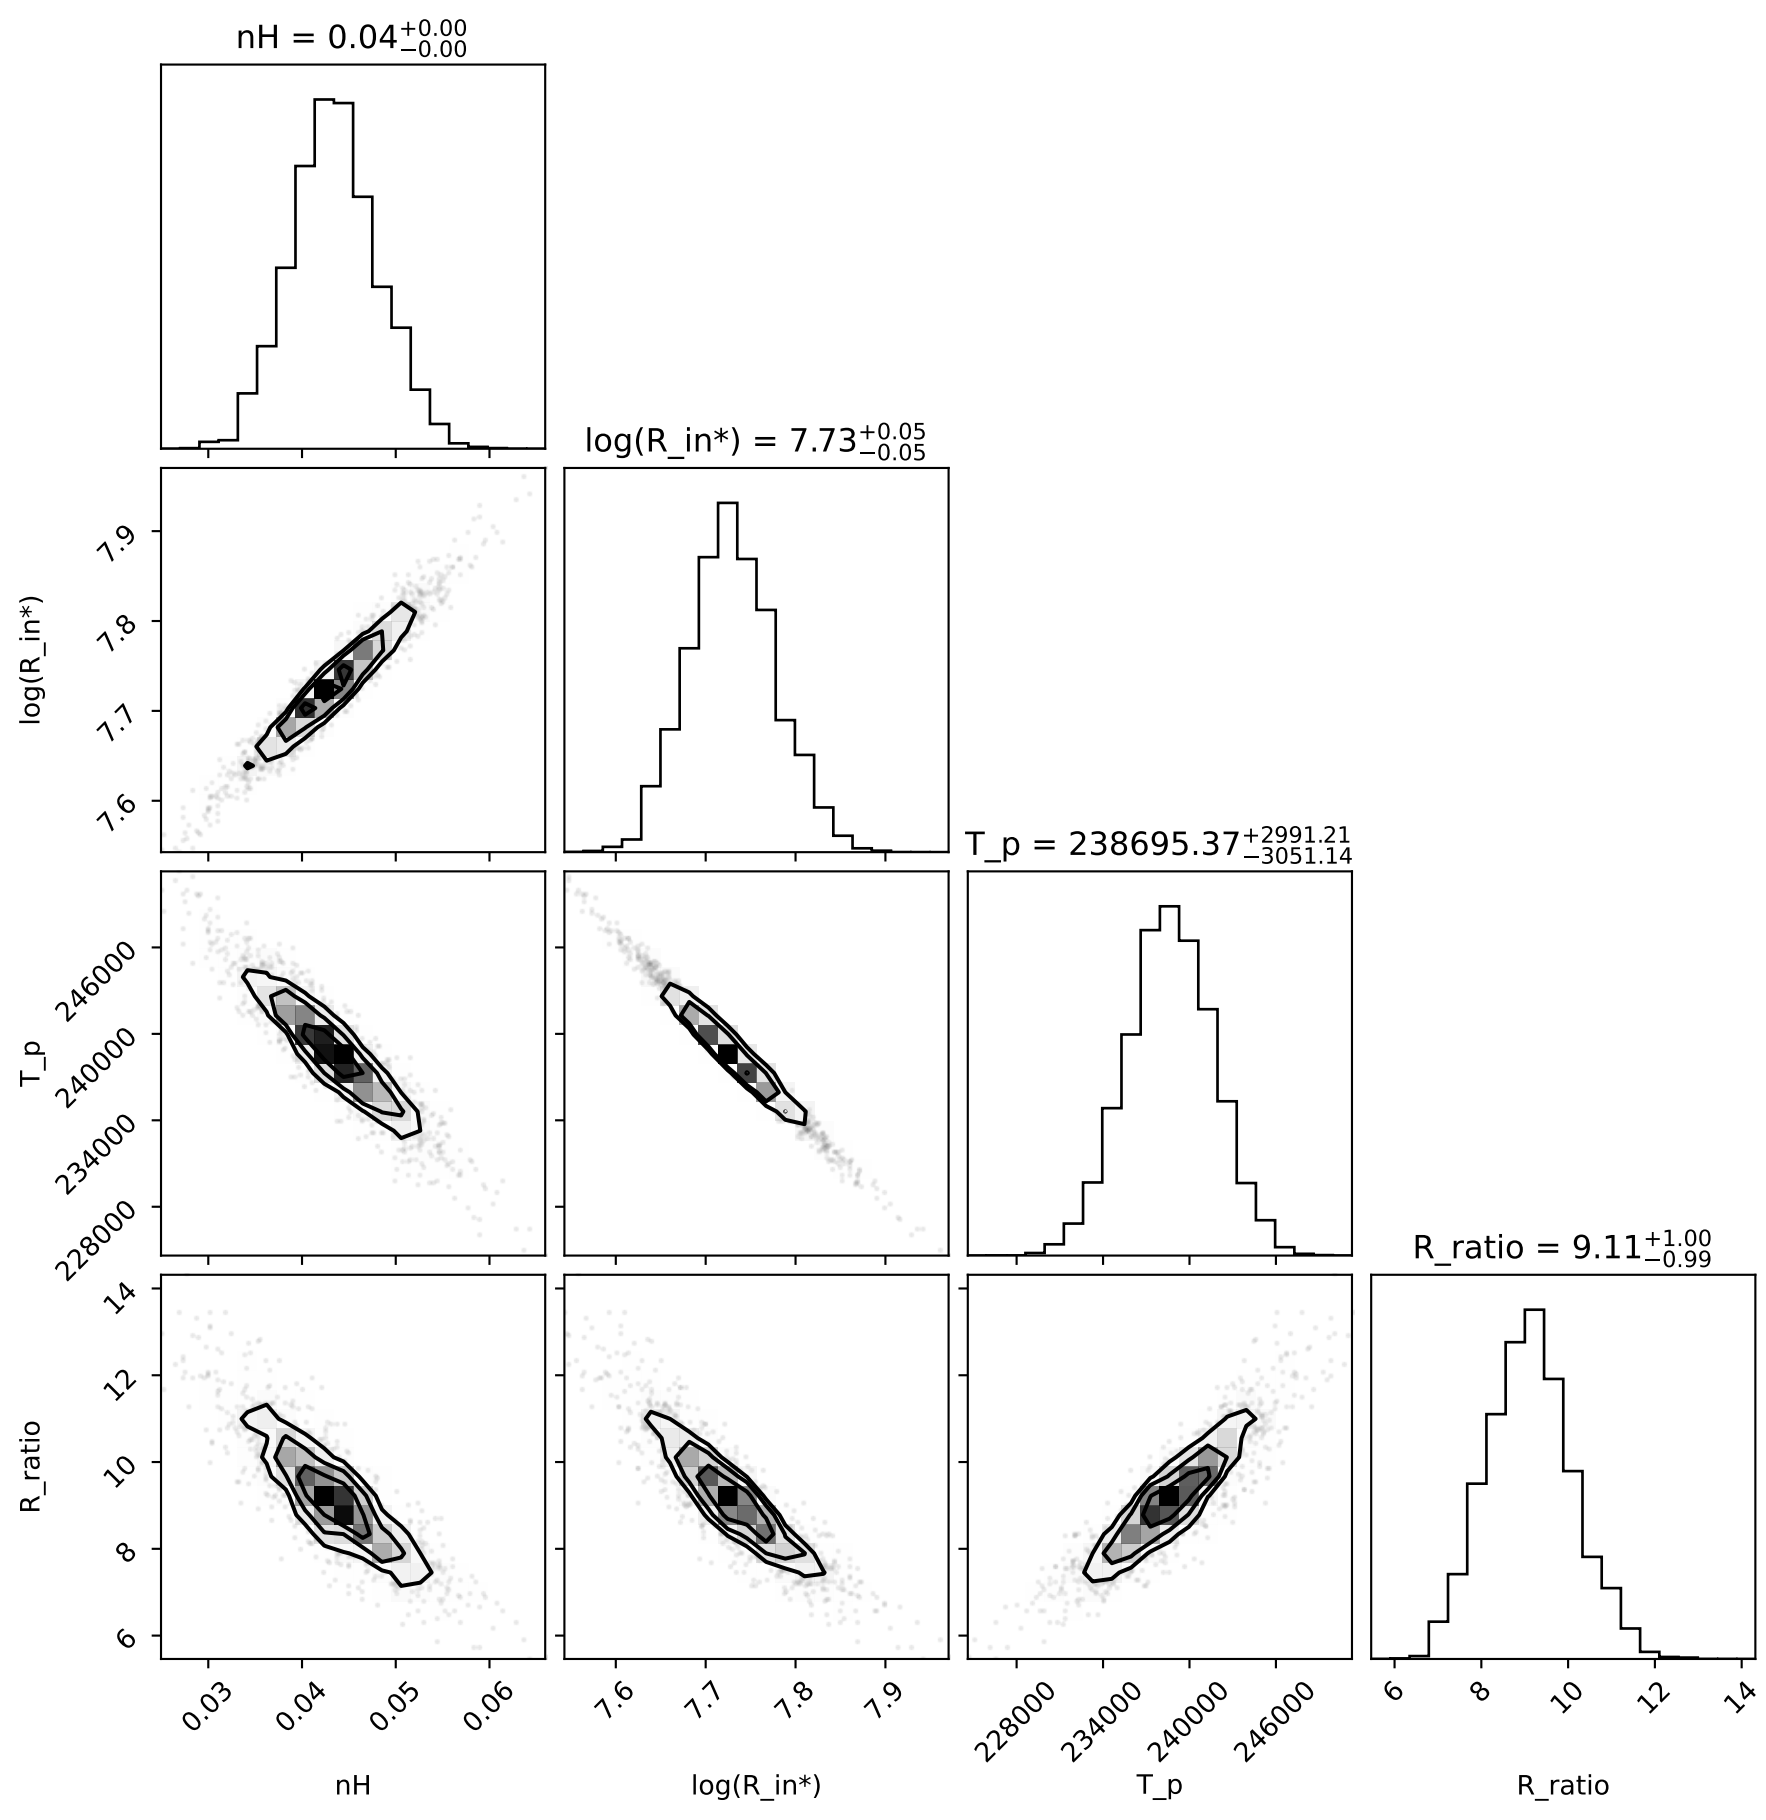 nH = 0.04+0.00−0.00
log(R_in*) = 7.73+0.05−0.05
7.9
7.8
7.7
7.6
log(R_in*)
T_p = 238695.37+2991.21−3051.14
246000
240000
234000
228000
T_p
R_ratio = 9.11+1.00−0.99
14
12
10
8
6
R_ratio
0.03 0.04 0.05 0.06 7.6 7.7 7.8 7.9 228000 234000 240000 246000 6 8 10 12 14
nH log(R_in*) T_p R_ratio